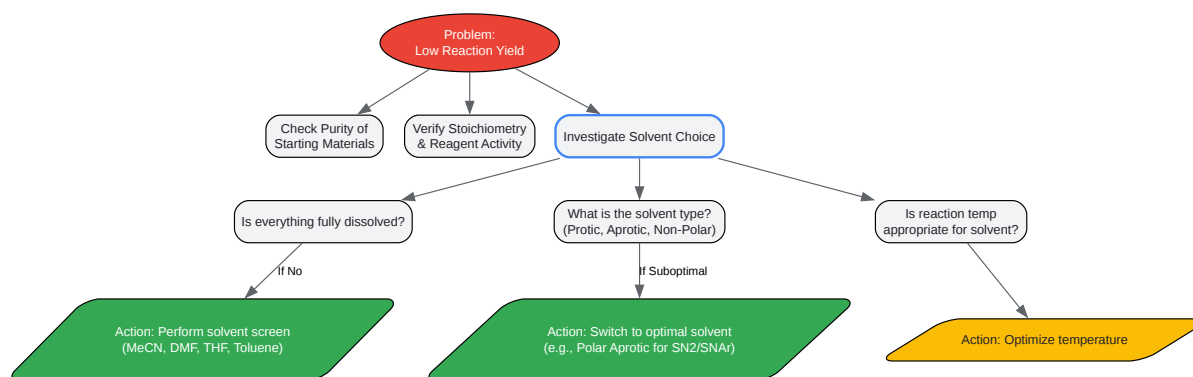 Problem:
Low Reaction Yield
Check Purity of
Starting Materials
Verify Stoichiometry
& Reagent Activity
Investigate Solvent Choice
Is everything fully dissolved?
What is the solvent type?
(Protic, Aprotic, Non-Polar)
Is reaction temp
appropriate for solvent?
If No
If Suboptimal
Action: Perform solvent screen
(MeCN, DMF, THF, Toluene)
Action: Switch to optimal solvent
(e.g., Polar Aprotic for SN2/SNAr)
Action: Optimize temperature